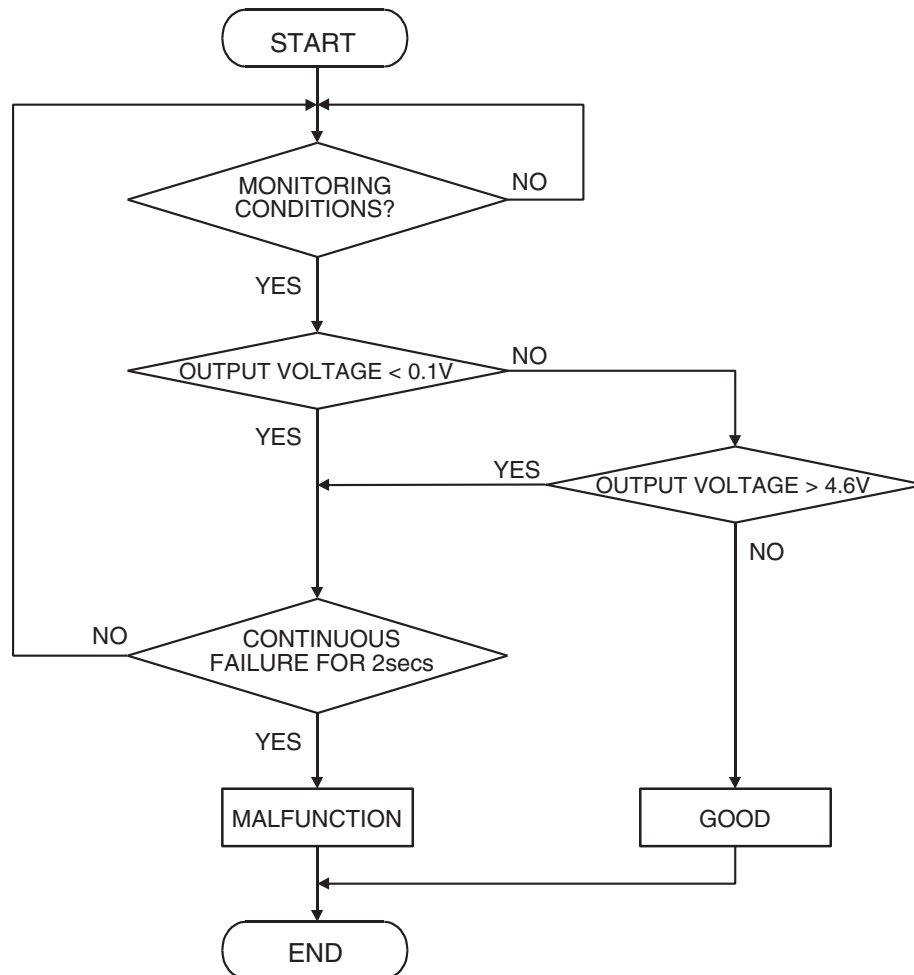 START
MONITORING
CONDITIONS?
NO
YES
OUTPUT VOLTAGE < 0.1V
NO
YES
YES
OUTPUT VOLTAGE > 4.6V
NO
NO
CONTINUOUS
FAILURE FOR 2secs
YES
MALFUNCTION
GOOD
END